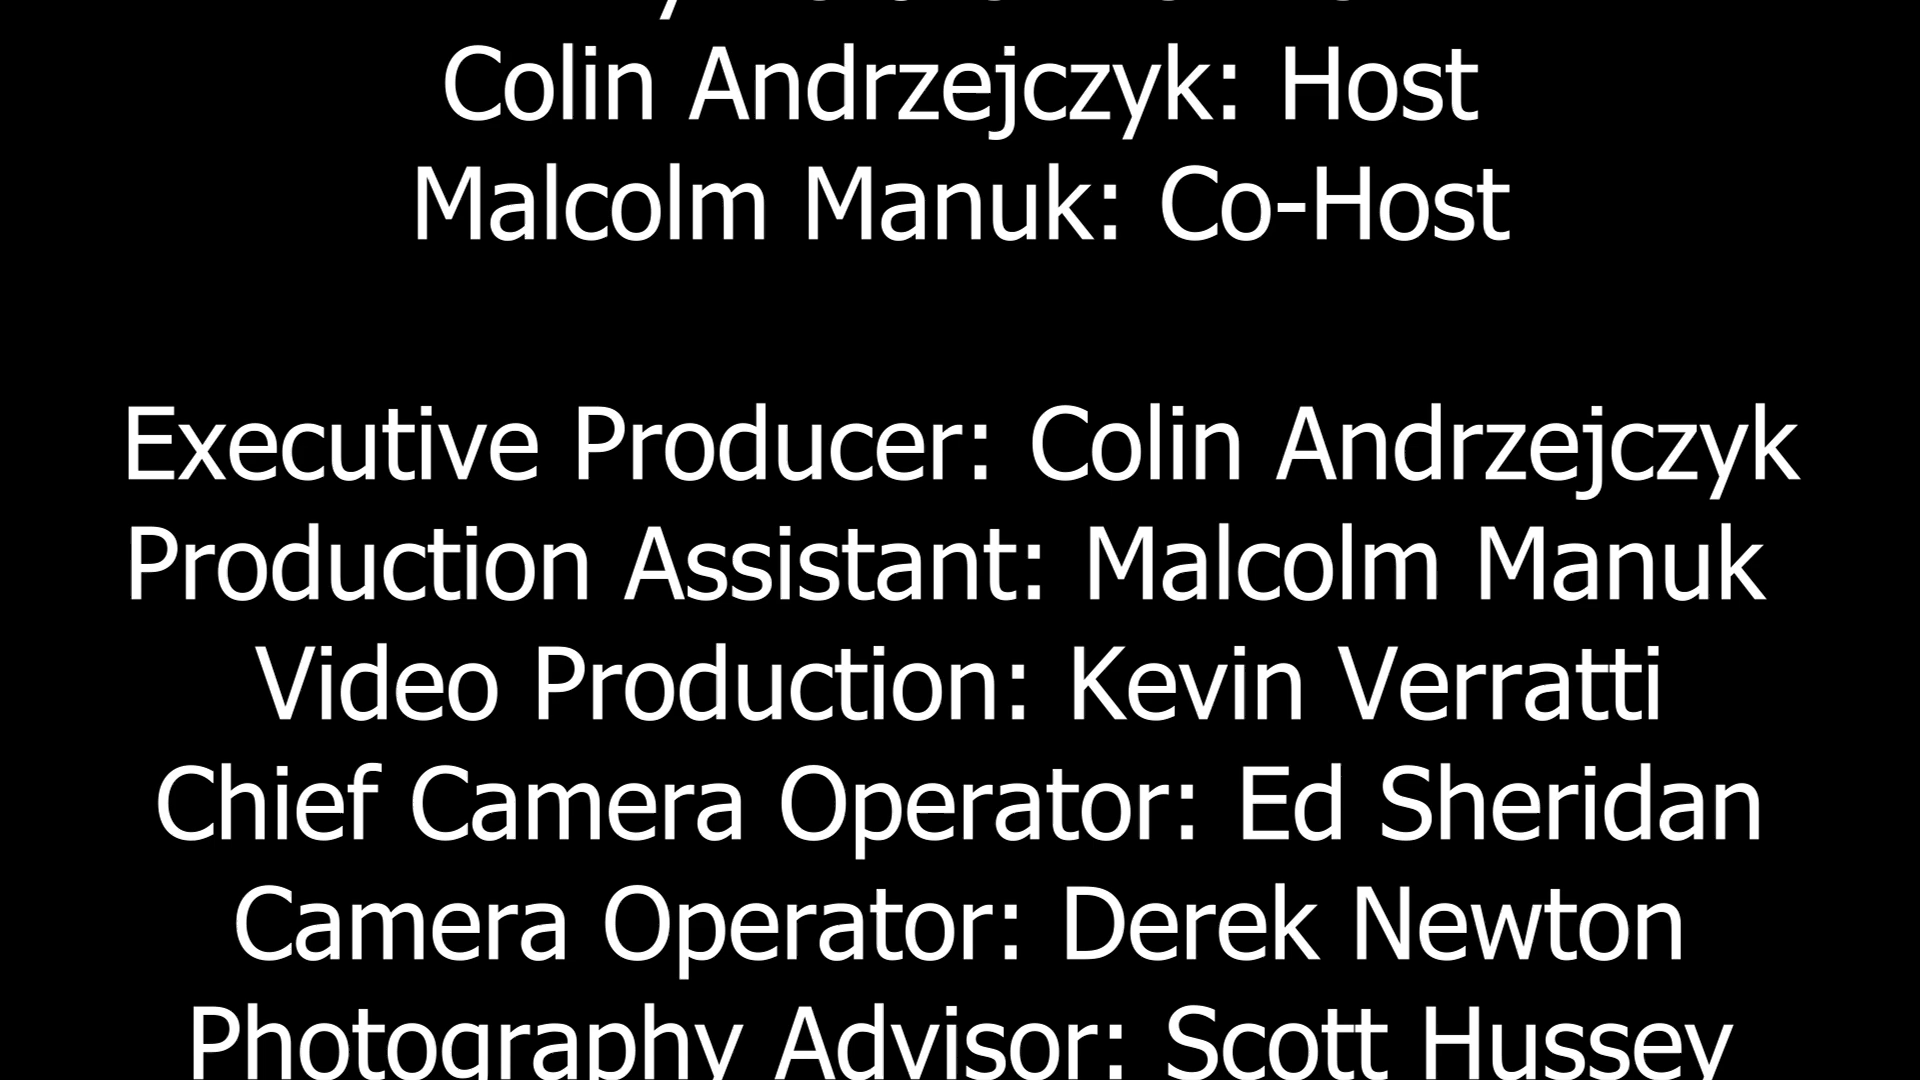 Colin Andrzejczyk: Host
Malcolm Manuk: Co-Host
Executive Producer: Colin Andrzejczyk
Production Assistant: Malcolm Manuk
Video Production: Kevin Verratti
Chief Camera Operator: Ed Sheridan
Camera Operator: Derek Newton
Photography Advisor: Scott Hussey